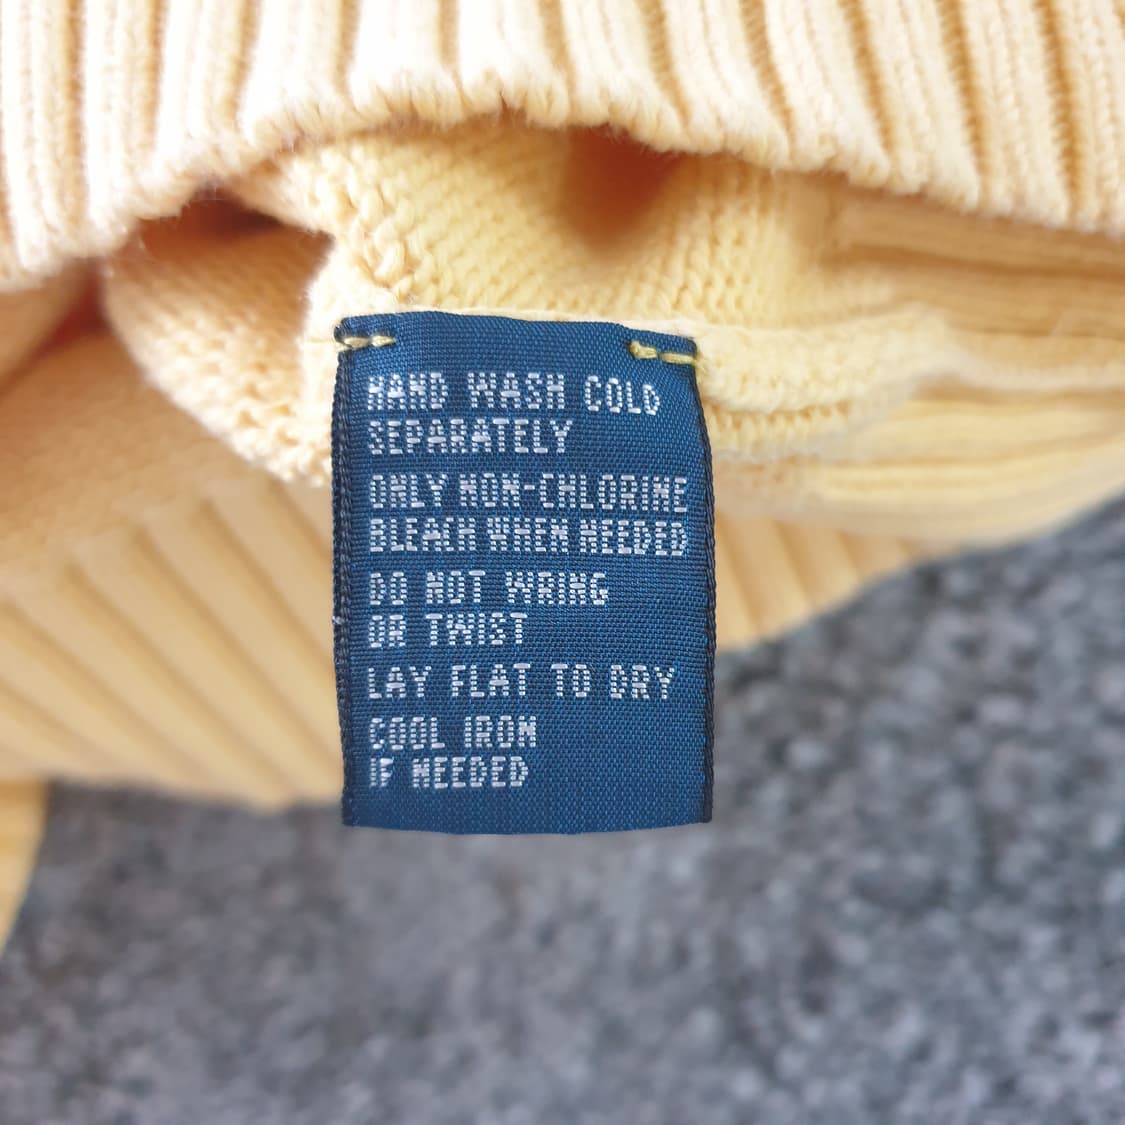 HAND WASH COLD
SEPARATELY
ONLY NON-CHLORINE
BLEACH WHEN NEEDED
DO NOT WRING
OR TWIST
LAY FLAT TO DRY
COOL IRON
IF NEEDED